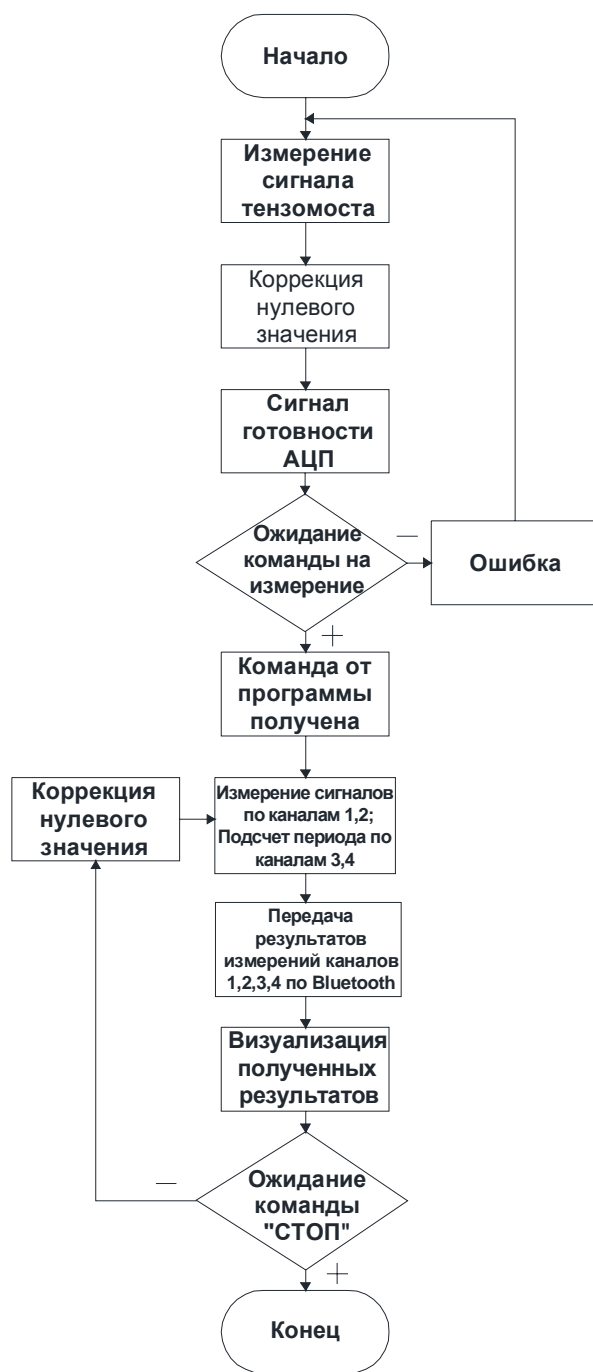 Начало
Измерение
сигнала
тензомоста
Коррекция
нулевого
значения
Сигнал
готовности
АЦП
Ожидание
команды на
измерение
—
Ошибка
+
Команда от
программы
получена
Коррекция
нулевого
значения
Измерение сигналов
по каналам 1,2;
Подсчет периода по
каналам 3,4
Передача
результатов
измерений каналов
1,2,3,4 по Bluetooth
Визуализация
полученных
результатов
—
Ожидание
команды
"СТОП"
+
Конец